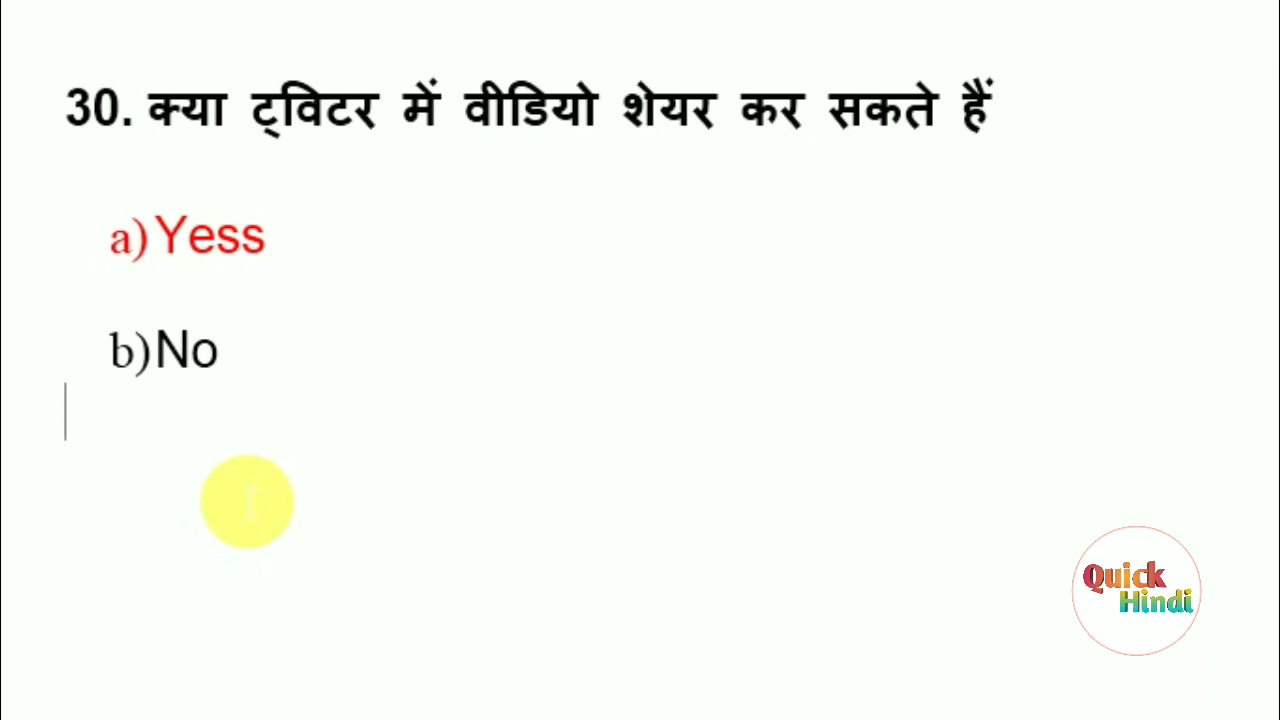 30. क्या ट्विटर में वीडियो शेयर कर सकते हैं
a) Yess
b) No
Quick
Hindi